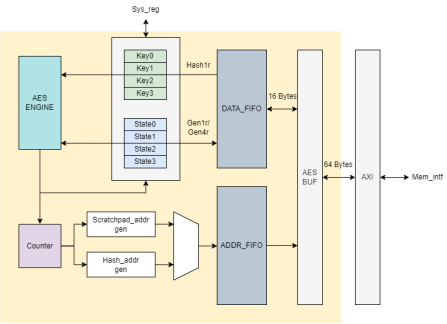 Sys_reg
Key0
Key1
Key2
Key3
Hash1r
AES
ENGINE
State0
State1
State2
State3
Gen1r/
Gen4r
DATA_FIFO
16 Bytes
AES
BUF
64 Bytes
AXI
Mem_intf
Counter
Scratchpad_addr
gen
Hash_addr
gen
ADDR_FIFO